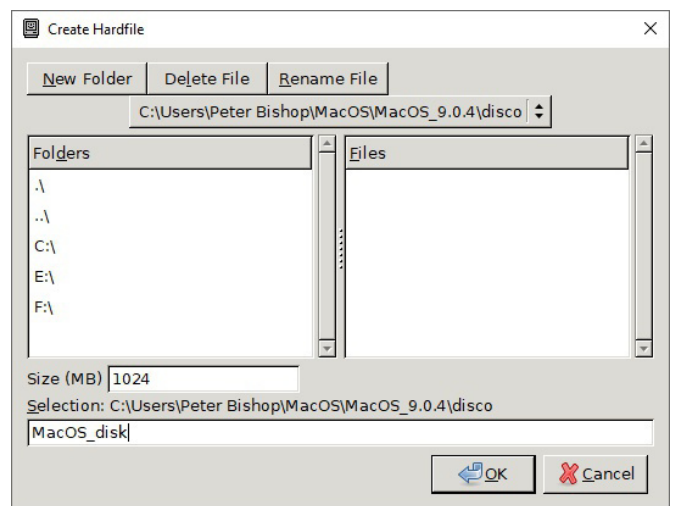 Create Hardfile
New Folder Delete File Rename File
C:\Users\Peter Bishop\MacOS\MacOS_9.0.4\disco
Folders Files
.\
..\
C:\
E:\
F:\
Size (MB) 1024
Selection: C:\Users\Peter Bishop\MacOS\MacOS_9.0.4\disco
MacOS_disk
OK Cancel